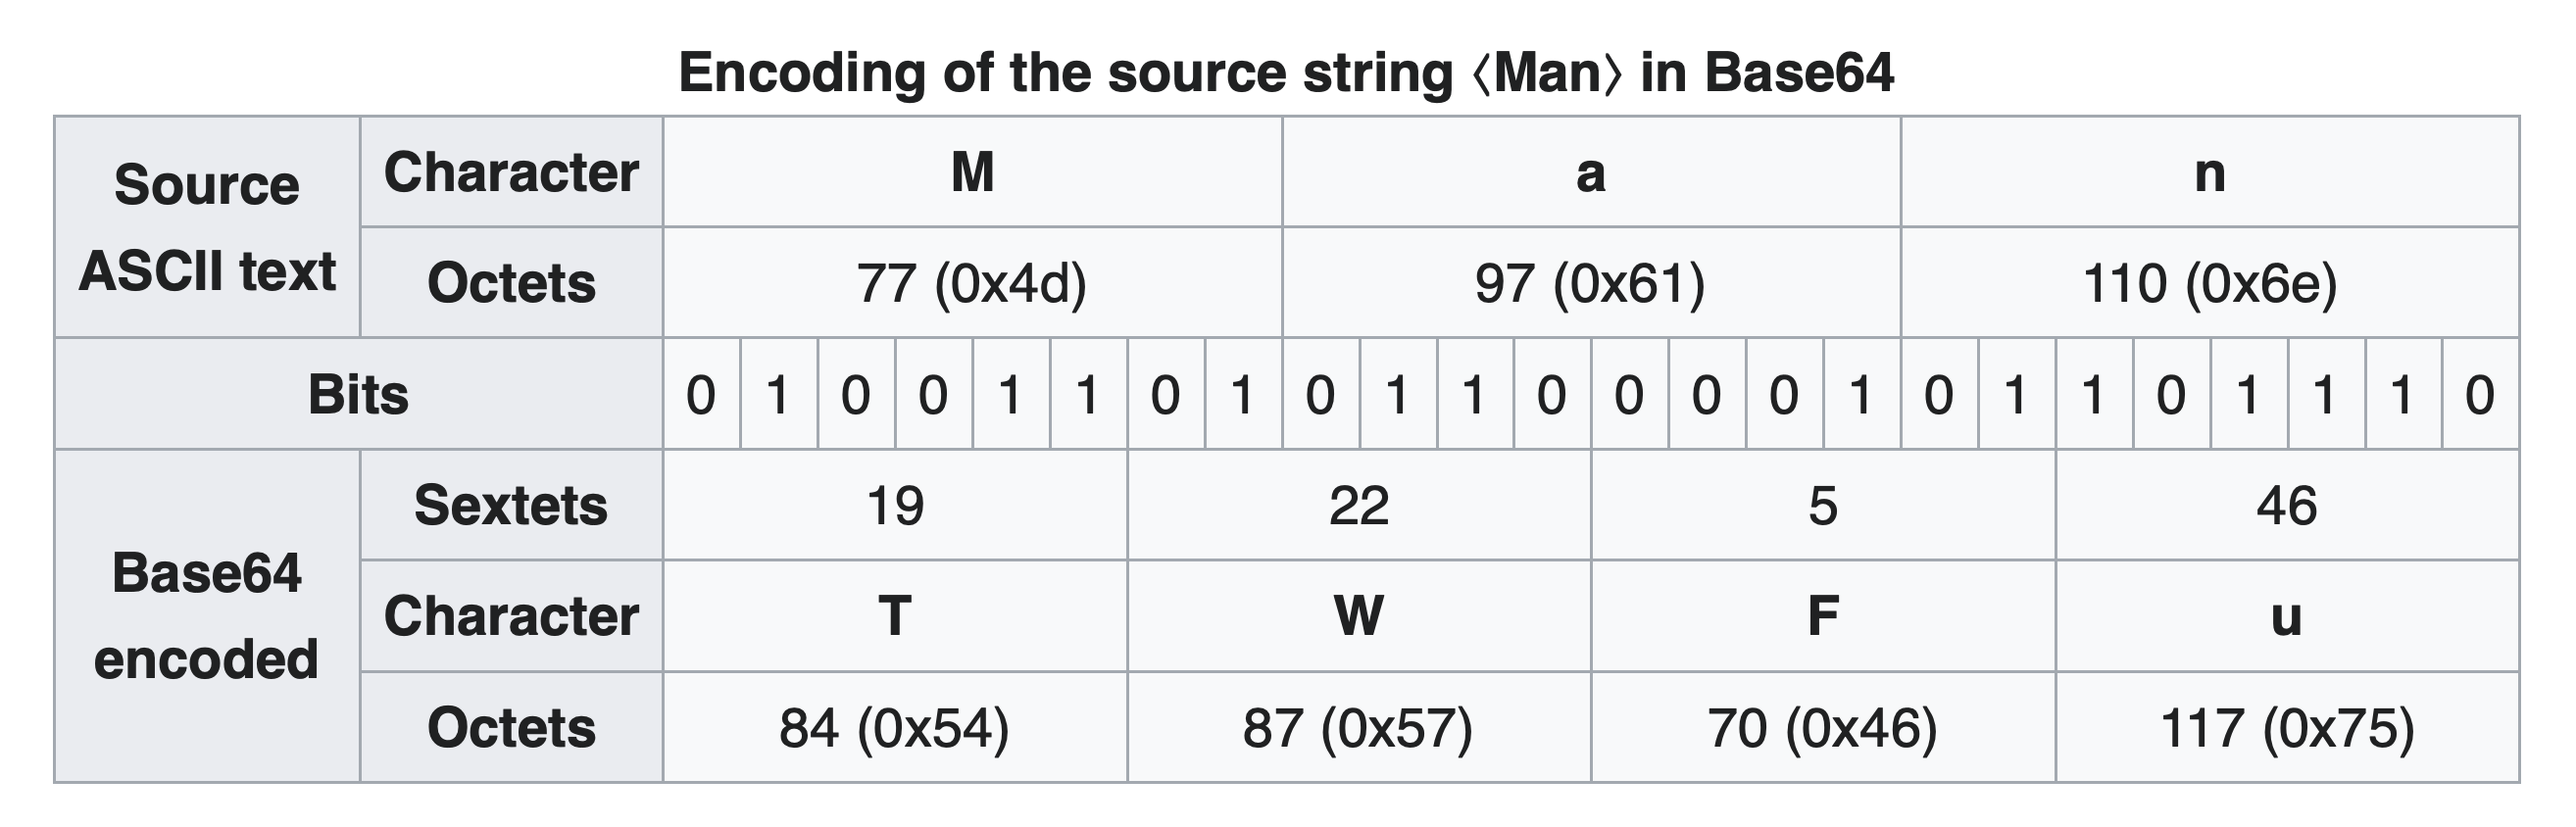 Encoding of the source string ⟨Man⟩ in Base64
Source ASCII text Character M a n
Octets 77 (0x4d) 97 (0x61) 110 (0x6e)
Bits 0 1 0 0 1 1 0 1 0 1 1 0 0 0 0 1 0 1 1 0 1 1 1 0
Base64 encoded Sextets 19 22 5 46
Character T W F u
Octets 84 (0x54) 87 (0x57) 70 (0x46) 117 (0x75)